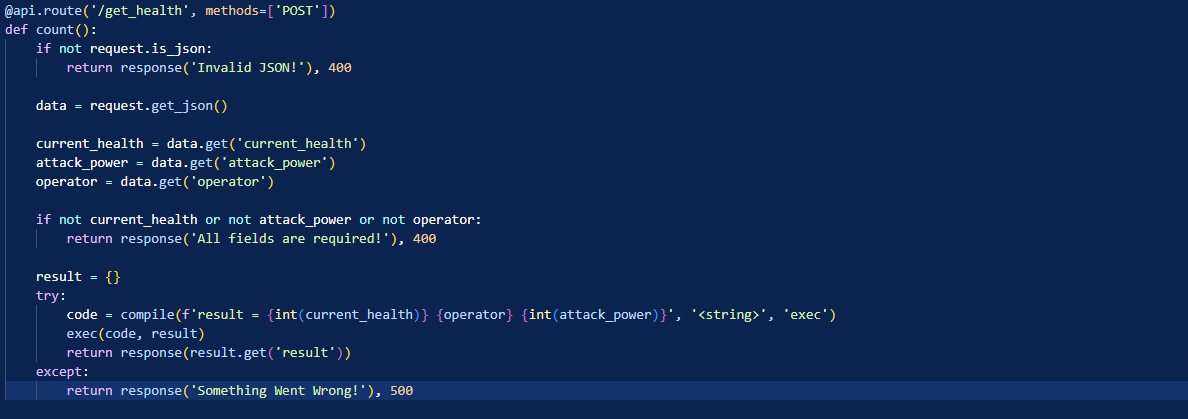 @api.route('/get_health', methods=['POST'])
def count():
    if not request.is_json:
        return response('Invalid JSON!'), 400

    data = request.get_json()

    current_health = data.get('current_health')
    attack_power = data.get('attack_power')
    operator = data.get('operator')

    if not current_health or not attack_power or not operator:
        return response('All fields are required!'), 400

    result = {}
    try:
        code = compile(f'result = {int(current_health)} {operator} {int(attack_power)}', '<string>', 'exec')
        exec(code, result)
        return response(result.get('result'))
    except:
        return response('Something Went Wrong!'), 500